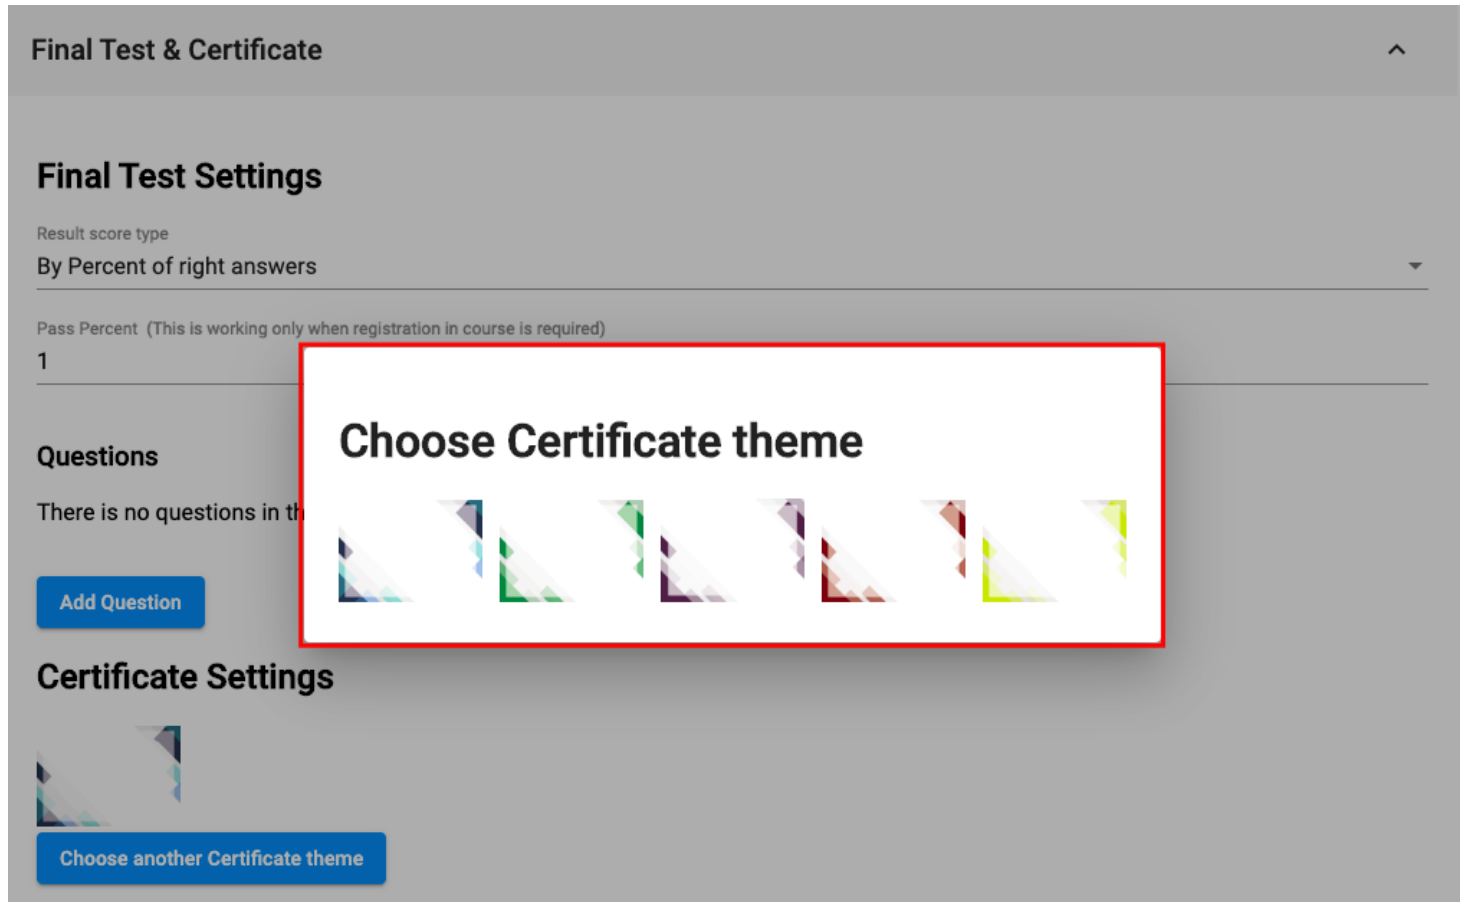 Final Test & Certificate
Final Test Settings
Result score type
By Percent of right answers
Pass Percent (This is working only when registration in course is required)
1
Choose Certificate theme
Questions
There is no questions in th
Add Question
Certificate Settings
Choose another Certificate theme